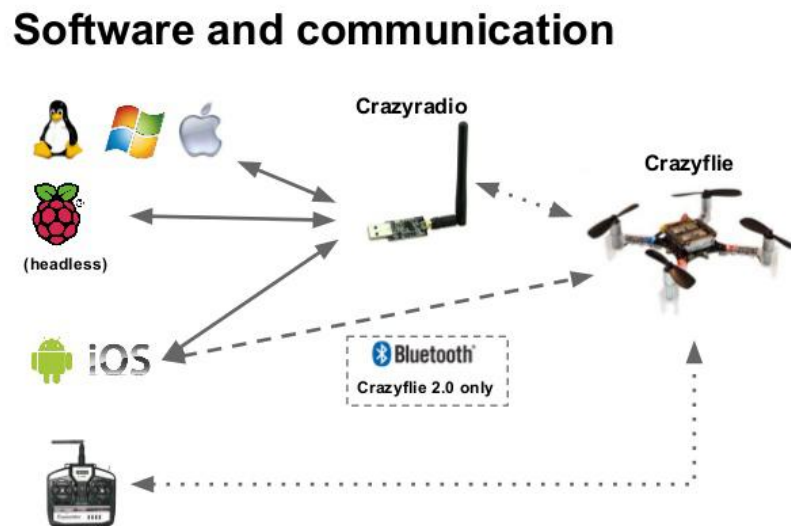 Software and communication
Crazyradio
Crazyflie
(headless)
iOS
Bluetooth
Crazyflie 2.0 only